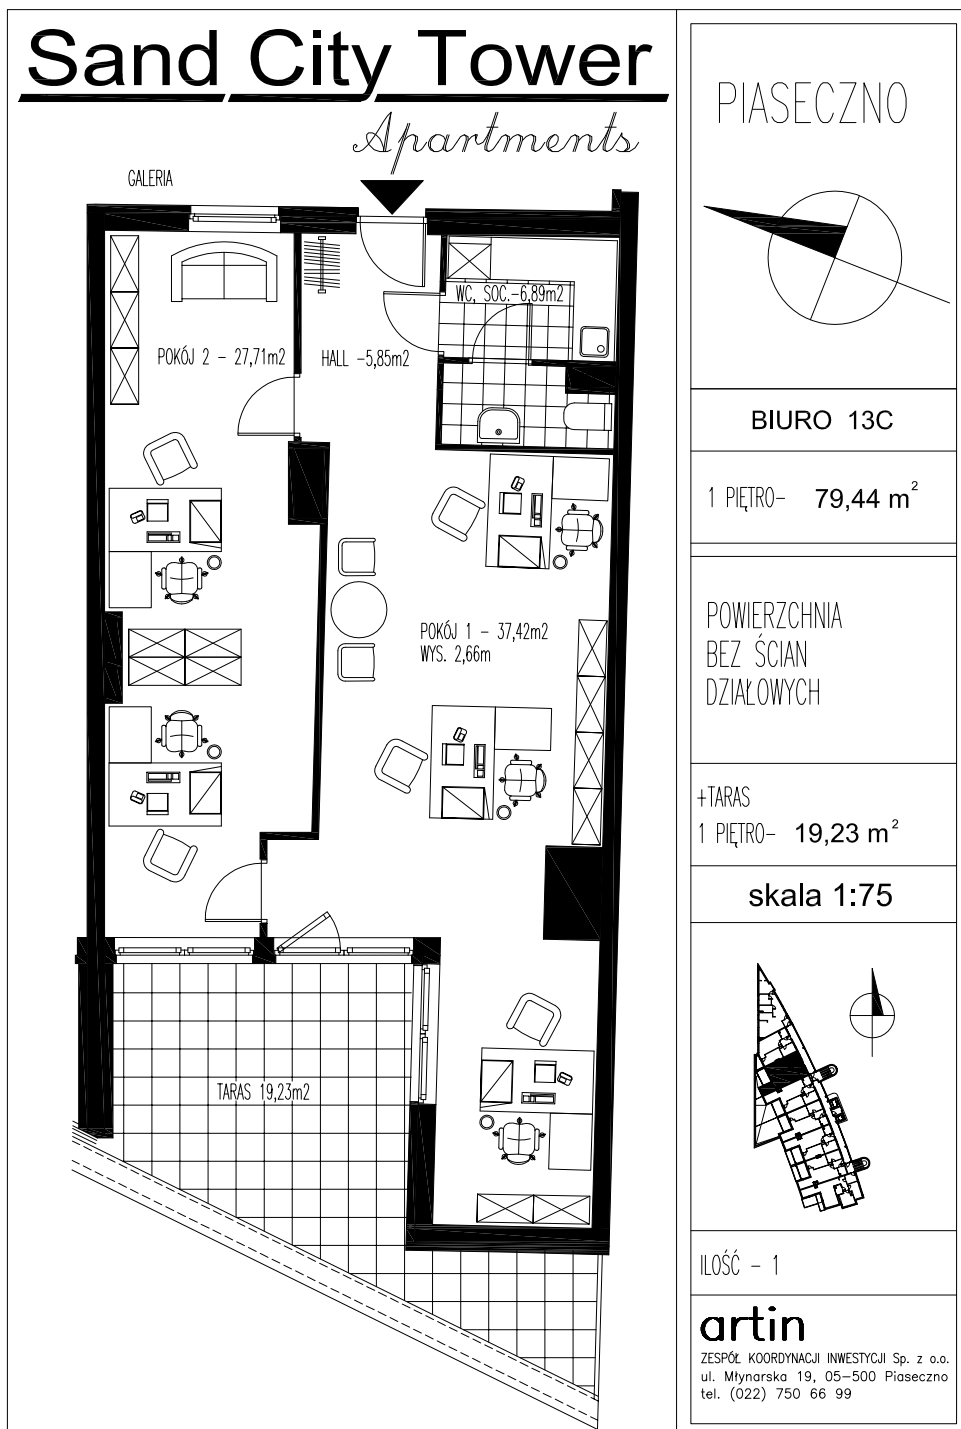 Sand City Tower
Apartments
GALERIA
WC, SOC.-6,89m2
POKÓJ 2 - 27,71m2
HALL -5,85m2
POKÓJ 1 - 37,42m2
WYS. 2,66m
TARAS 19,23m2
PIASECZNO
BIURO 13C
1 PIĘTRO- 79,44 m²
POWIERZCHNIA
BEZ ŚCIAN
DZIAŁOWYCH
+TARAS
1 PIĘTRO- 19,23 m²
skala 1:75
ILOŚĆ - 1
artin
ZESPÓŁ KOORDYNACJI INWESTYCJI Sp. z o.o.
ul. Młynarska 19, 05-500 Piaseczno
tel. (022) 750 66 99